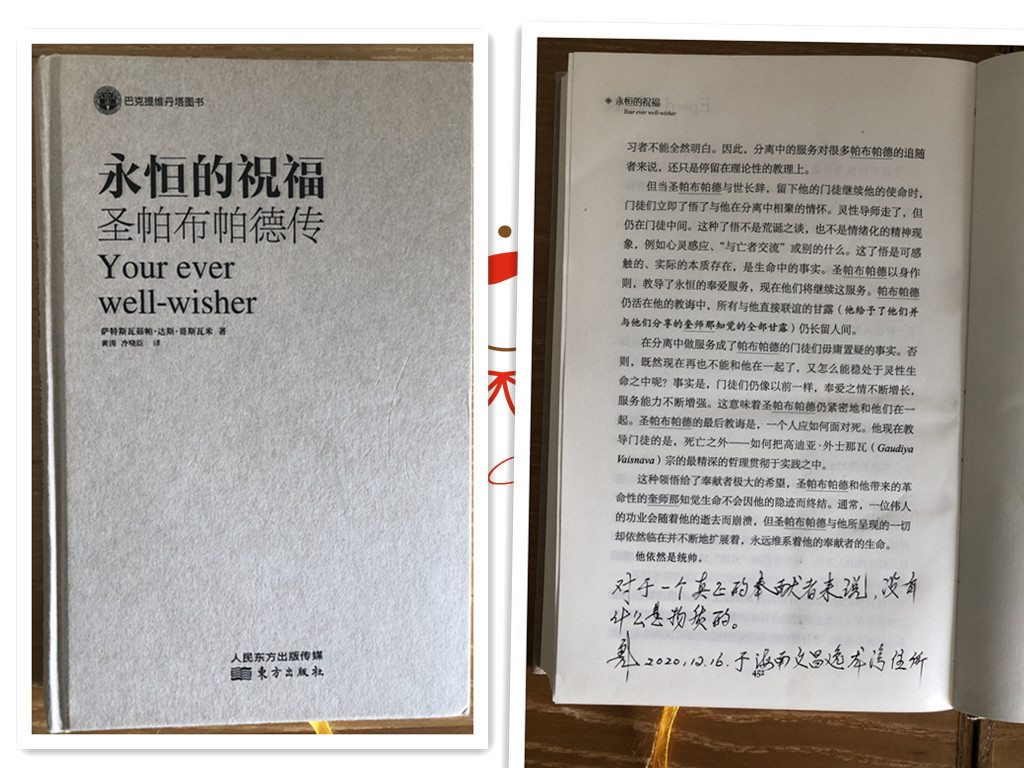 巴克提维丹塔图书
永恒的祝福
圣帕布帕德传
Your ever
well-wisher
萨特斯瓦茹帕·达斯·哥斯瓦米 著
黄涛 冷晓臣 译
人民东方出版传媒
东方出版社
永恒的祝福
Your ever well-wisher
习者不能全然明白。因此，分离中的服务对很多帕布帕德的追随
者来说，还只是停留在理论性的教理上。
但当圣帕布帕德与世长辞，留下他的门徒继续他的使命时，
门徒们立即了悟了与他在分离中相聚的情怀。灵性导师走了，但
仍在门徒中间。这种了悟不是荒诞之谈，也不是情绪化的精神现
象，例如心灵感应、“与亡者交流”或别的什么。这了悟是可感
触的、实际的本质存在，是生命中的事实。圣帕布帕德以身作
则，教导了永恒的奉爱服务，现在他们将继续这服务。帕布帕德
仍活在他的教诲中，所有与他直接联谊的甘露（他给予了他们并
与他们分享的奎师那知觉的全部甘露）仍长留人间。
在分离中做服务成了帕布帕德的门徒们毋庸置疑的事实。否
则，既然现在再也不能和他在一起了，又怎么能稳处于灵性生
命之中呢？事实是，门徒们仍像以前一样，奉爱之情不断增长，
服务能力不断增强。这意味着圣帕布帕德仍紧密地和他们在一
起。圣帕布帕德的最后教诲是，一个人应如何面对死。他现在教
导门徒的是，死亡之外——如何把高迪亚·外士那瓦（Gaudiya
Vaisnava）宗的最精深的哲理贯彻于实践之中。
这种领悟给了奉献者极大的希望，圣帕布帕德和他带来的革
命性的奎师那知觉生命不会因他的隐迹而终结。通常，一位伟人
的功业会随着他的逝去而崩溃，但圣帕布帕德与他所呈现的一切
却依然临在并不断地扩展着，永远维系着他的奉献者的生命。
他依然是统帅。
对于一个真正的奉献者来说，没有
什么是物质的。
2020.12.16.于海南文昌逸龙湾住所
452